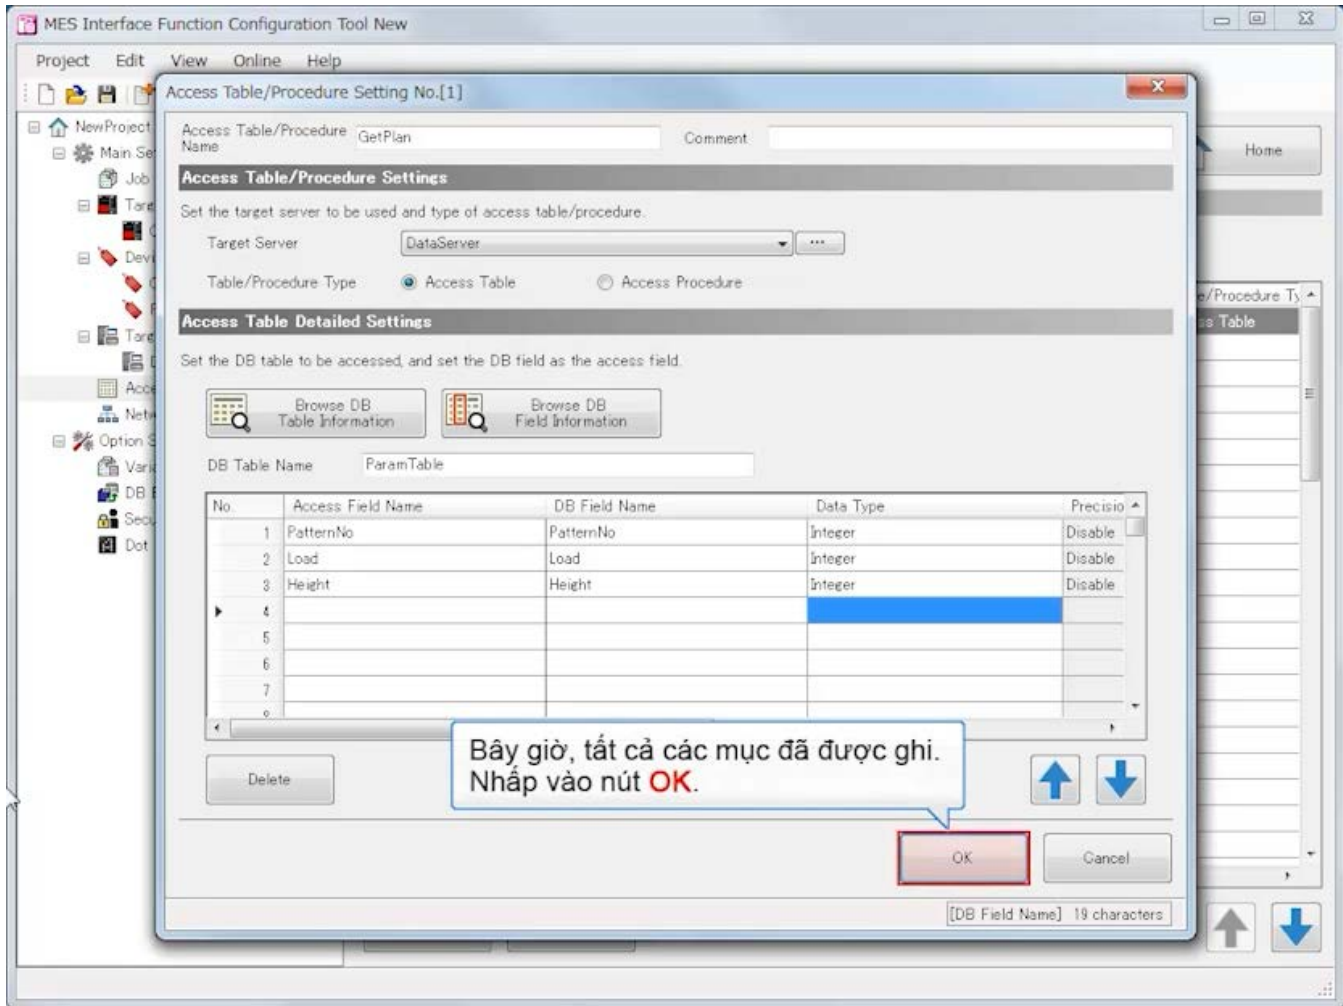 MES Interface Function Configuration Tool New
Project Edit View Online Help
Access Table/Procedure Setting No.[1]
NewProject
Main Se
Job
Tare
Devi
Tare
Acce
Netw
Option S
Vari
DB
Secu
Dot
Home
Access Table/Procedure
Name
GetPlan
Comment
Access Table/Procedure Settings
Set the target server to be used and type of access table/procedure.
Target Server DataServer ...
Table/Procedure Type Access Table Access Procedure
Access Table Detailed Settings
Set the DB table to be accessed, and set the DB field as the access field.
Browse DB
Table Information
Browse DB
Field Information
DB Table Name ParamTable
No. Access Field Name DB Field Name Data Type Precisio
1 PatternNo PatternNo Integer Disable
2 Load Load Integer Disable
3 Height Height Integer Disable
4
5
6
7
Bây giờ, tất cả các mục đã được ghi.
Nhấp vào nút OK.
Delete
OK Cancel
[DB Field Name] 19 characters
e/Procedure Ty
ss Table